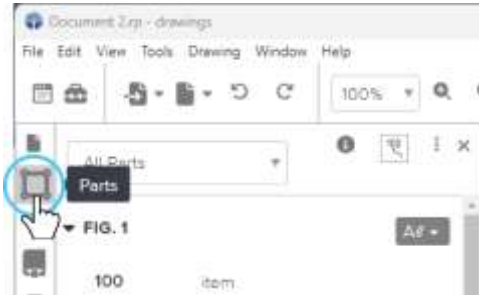 Document 2.rp - drawings
File Edit View Tools Drawing Window Help
100%
All Parts
Parts
FIG. 1
All
100 item